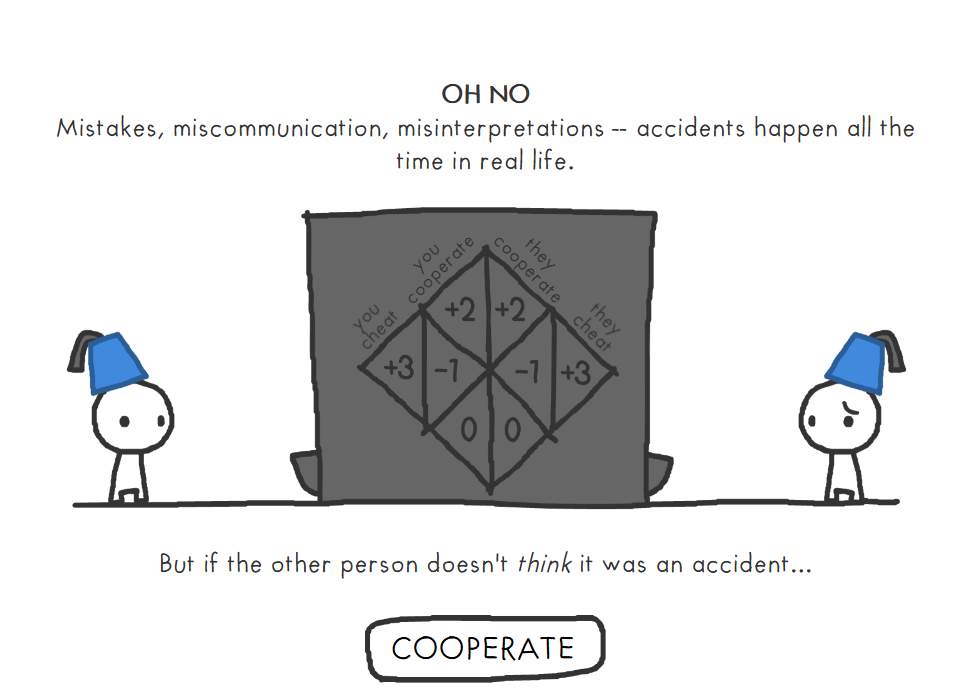 OH NO
Mistakes, miscommunication, misinterpretations -- accidents happen all the
time in real life.
you
cooperate
they
cooperate
you
cheat
they
cheat
+2 +2
+3 -1 -1 +3
0 0
But if the other person doesn't think it was an accident...
COOPERATE